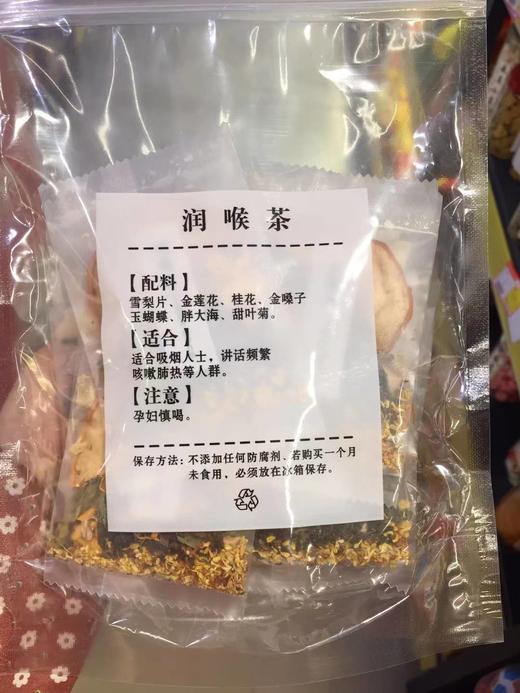 润喉茶
【配料】
雪梨片、金莲花、桂花、金嗓子
玉蝴蝶、胖大海、甜叶菊。
【适合】
适合吸烟人士，讲话频繁
咳嗽肺热等人群。
【注意】
孕妇慎喝。
保存方法：不添加任何防腐剂、若购买一个月
未食用，必须放在冰箱保存。